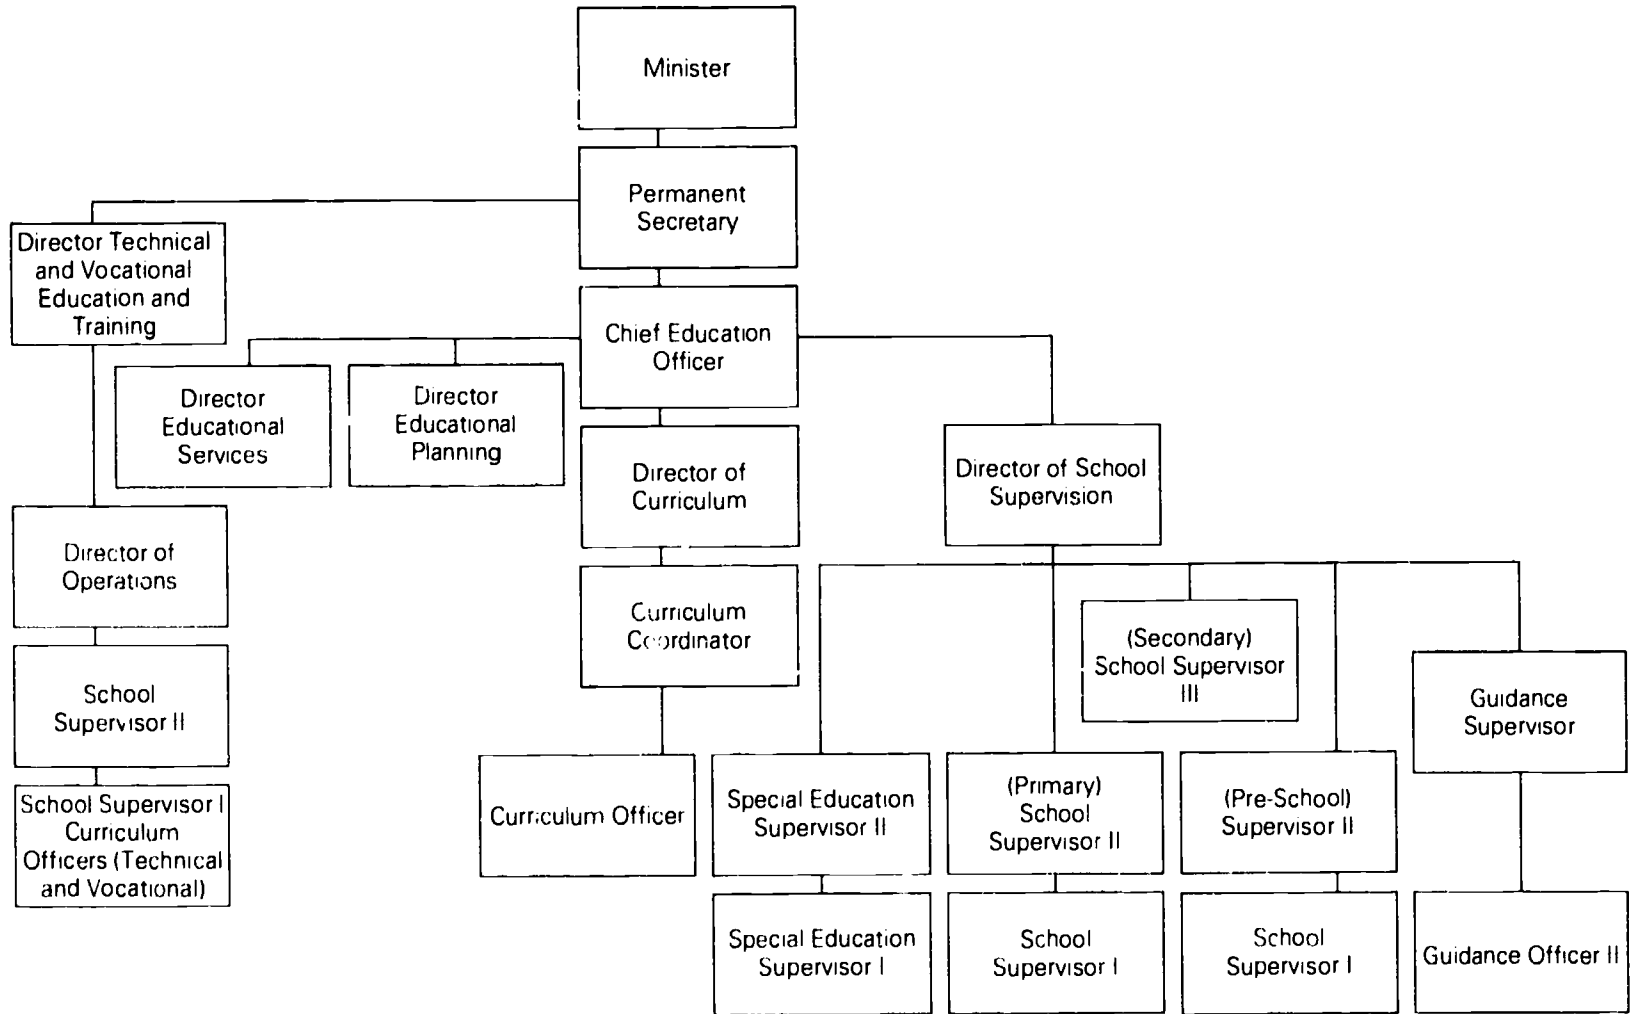 Minister
Permanent
Secretary
Director Technical
and Vocational
Education and
Training
Chief Education
Officer
Director
Educational
Services
Director
Educational
Planning
Director of
Curriculum
Director of School
Supervision
Director of
Operations
Curriculum
Coordinator
(Secondary)
School Supervisor
III
School
Supervisor II
Guidance
Supervisor
Curriculum Officer
Special Education
Supervisor II
(Primary)
School
Supervisor II
(Pre-School)
Supervisor II
School Supervisor I
Curriculum
Officers (Technical
and Vocational)
Special Education
Supervisor I
School
Supervisor I
School
Supervisor I
Guidance Officer II